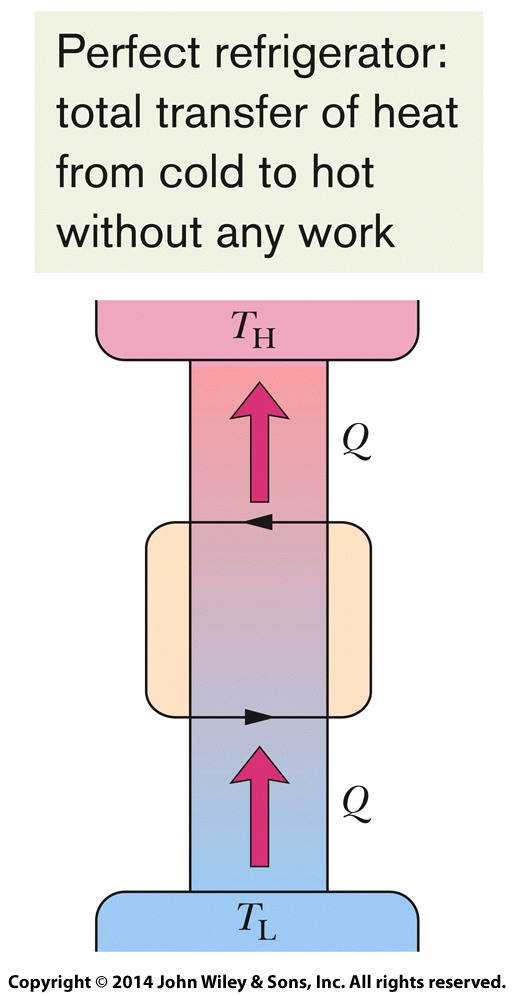 Perfect refrigerator:
total transfer of heat
from cold to hot
without any work
T_H
Q
Q
T_L
Copyright © 2014 John Wiley & Sons, Inc. All rights reserved.